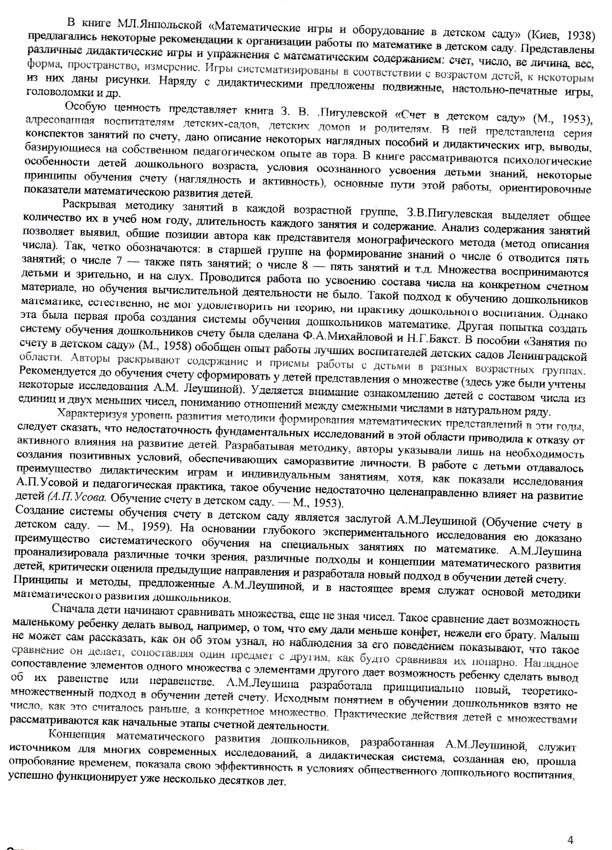 В книге МЛ.Янпольской «Математические игры и оборудование в детском саду» (Киев, 1938)
предлагались некоторые рекомендации к организации работы по математике в детском саду. Представлены
различные дидактические игры и упражнения с математическим содержанием: счет, число, ве личина, вес,
форма, пространство, измерение. Игры систематизированы в соответствии с возрастом детей, к некоторым
из них даны рисунки. Наряду с дидактическими предложены подвижные, настольно-печатные игры,
головоломки и др.
Особую ценность представляет книга З. В. .Пигулевской «Счет в детском саду» (М., 1953),
адресованная воспитателям детских-садов, детских домов и родителям. В ней представлена серия
конспектов занятий по счету, дано описание некоторых наглядных пособий и дидактических игр, выводы,
базирующиеся на собственном педагогическом опыте ав тора. В книге рассматриваются психологические
особенности детей дошкольного возраста, условия осознанного усвоения детьми знаний, некоторые
принципы обучения счету (наглядность и активность), основные пути этой работы, ориентировочные
показатели математическою развития детей.
Раскрывая методику занятий в каждой возрастной группе, З.В.Пигулевская выделяет общее
количество их в учеб ном году, длительность каждого занятия и содержание. Анализ содержания занятий
позволяет выявил, общие позиции автора как представителя монографического метода (метод описания
числа). Так, четко обозначаются: в старшей группе на формирование знаний о числе 6 отводится пять
занятий; о числе 7 — также пять занятий; о числе 8 — пять занятий и т.д. Множества воспринимаются
детьми и зрительно, и на слух. Проводится работа по усвоению состава числа на конкретном счетном
материале, но обучения вычислительной деятельности не было. Такой подход к обучению дошкольников
математике, естественно, не мог удовлетворить ни теорию, ни практику дошкольного воспитания. Однако
эта была первая проба создания системы обучения дошкольников математике. Другая попытка создать
систему обучения дошкольников счету была сделана Ф.А.Михайловой и Н.Г.Бакст. В пособии «Занятия по
счету в детском саду» (М., 1958) обобщен опыт работы лучших воспитателей детских садов Ленинградской
области. Авторы раскрывают содержание и приемы работы с детьми в разных возрастных группах.
Рекомендуется до обучения счету сформировать у детей представления о множестве (здесь уже были учтены
некоторые исследования А.М. Леушиной). Уделяется внимание ознакомлению детей с составом числа из
единиц и двух меньших чисел, пониманию отношений между смежными числами в натуральном ряду.
Характеризуя уровень развития методики формирования математических представлений в эти годы,
следует сказать, что недостаточность фундаментальных исследований в этой области приводила к отказу от
активного влияния на развитие детей. Разрабатывая методику, авторы указывали лишь на необходимость
создания позитивных условий, обеспечивающих саморазвитие личности. В работе с детьми отдавалось
преимущество дидактическим играм и индивидуальным занятиям, хотя, как показали исследования
А.П.Усовой и педагогическая практика, такое обучение недостаточно целенаправленно влияет на развитие
детей (А.П.Усова. Обучение счету в детском саду. — М., 1953).
Создание системы обучения счету в детском саду является заслугой А.М.Леушиной (Обучение счету в
детском саду. — М., 1959). На основании глубокого экспериментального исследования ею доказано
преимущество систематического обучения на специальных занятиях по математике. А.М.Леушина
проанализировала различные точки зрения, различные подходы и концепции математического развития
детей, критически оценила предыдущие направления и разработала новый подход в обучении детей счету.
Принципы и методы, предложенные А.М.Леушиной, и в настоящее время служат основой методики
математического развития дошкольников.
Сначала дети начинают сравнивать множества, еще не зная чисел. Такое сравнение дает возможность
маленькому ребенку делать вывод, например, о том, что ему дали меньше конфет, нежели его брату. Малыш
не может сам рассказать, как он об этом узнал, но наблюдения за его поведением показывают, что такое
сравнение он делает, сопоставляя один предмет с другим, как будто сравнивая их попарно. Наглядное
сопоставление элементов одного множества с элементами другого дает возможность ребенку сделать вывод
об их равенстве или неравенстве. А.М.Леушина разработала принципиально новый, теоретико-
множественный подход в обучении детей счету. Исходным понятием в обучении дошкольников взято не
число, как это считалось раньше, а конкретное множество. Практические действия детей с множествами
рассматриваются как начальные этапы счетной деятельности.
Концепция математического развития дошкольников, разработанная А.М.Леушиной, служит
источником для многих современных исследований, а дидактическая система, созданная ею, прошла
опробование временем, показала свою эффективность в условиях общественного дошкольного воспитания,
успешно функционирует уже несколько десятков лет.
4